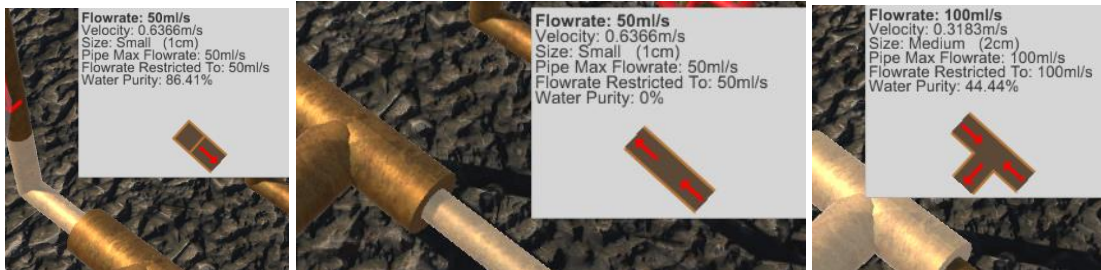 Flowrate: 50ml/s
Velocity: 0.6366m/s
Size: Small (1cm)
Pipe Max Flowrate: 50ml/s
Flowrate Restricted To: 50ml/s
Water Purity: 86.41%
Flowrate: 50ml/s
Velocity: 0.6366m/s
Size: Small (1cm)
Pipe Max Flowrate: 50ml/s
Flowrate Restricted To: 50ml/s
Water Purity: 0%
Flowrate: 100ml/s
Velocity: 0.3183m/s
Size: Medium (2cm)
Pipe Max Flowrate: 100ml/s
Flowrate Restricted To: 100ml/s
Water Purity: 44.44%